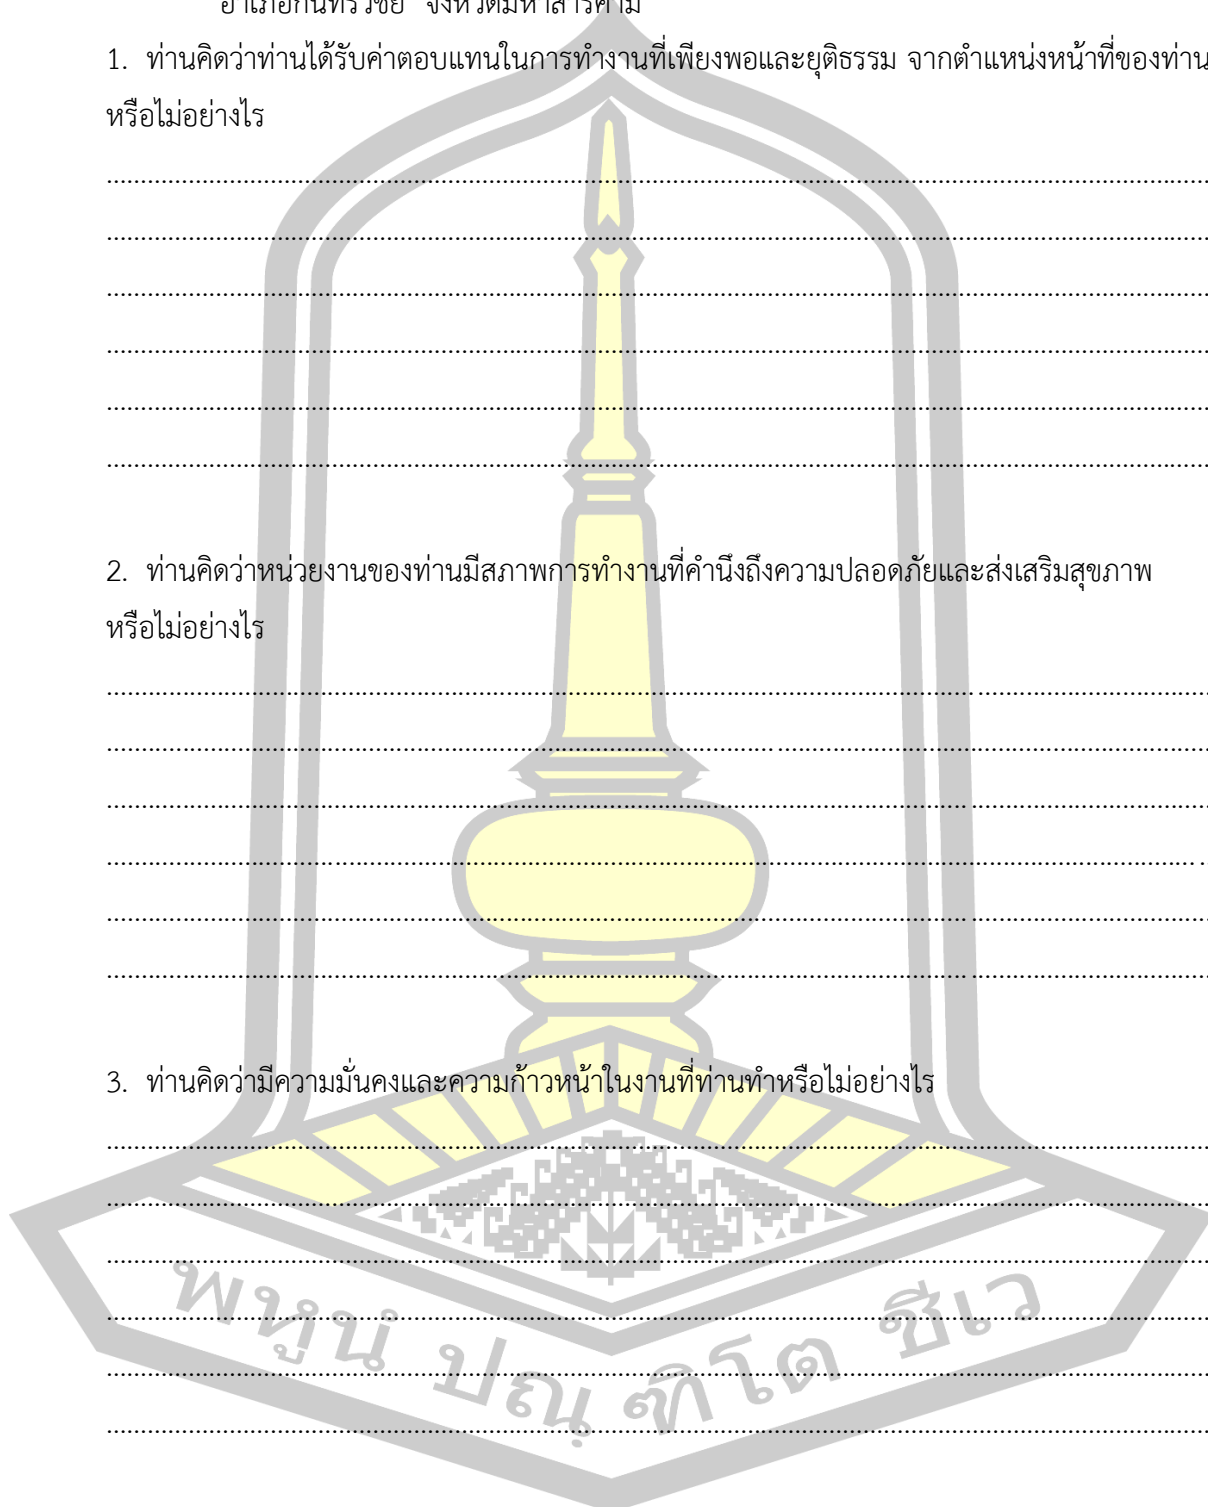 อำเภอกันทรวิชัย จังหวัดมหาสารคาม
1. ท่านคิดว่าท่านได้รับค่าตอบแทนในการทำงานที่เพียงพอและยุติธรรม จากตำแหน่งหน้าที่ของท่าน
หรือไม่อย่างไร
2. ท่านคิดว่าหน่วยงานของท่านมีสภาพการทำงานที่คำนึงถึงความปลอดภัยและส่งเสริมสุขภาพ
หรือไม่อย่างไร
3. ท่านคิดว่ามีความมั่นคงและความก้าวหน้าในงานที่ท่านทำหรือไม่อย่างไร
พหูนํ ปณฺฑิโต ชีเว